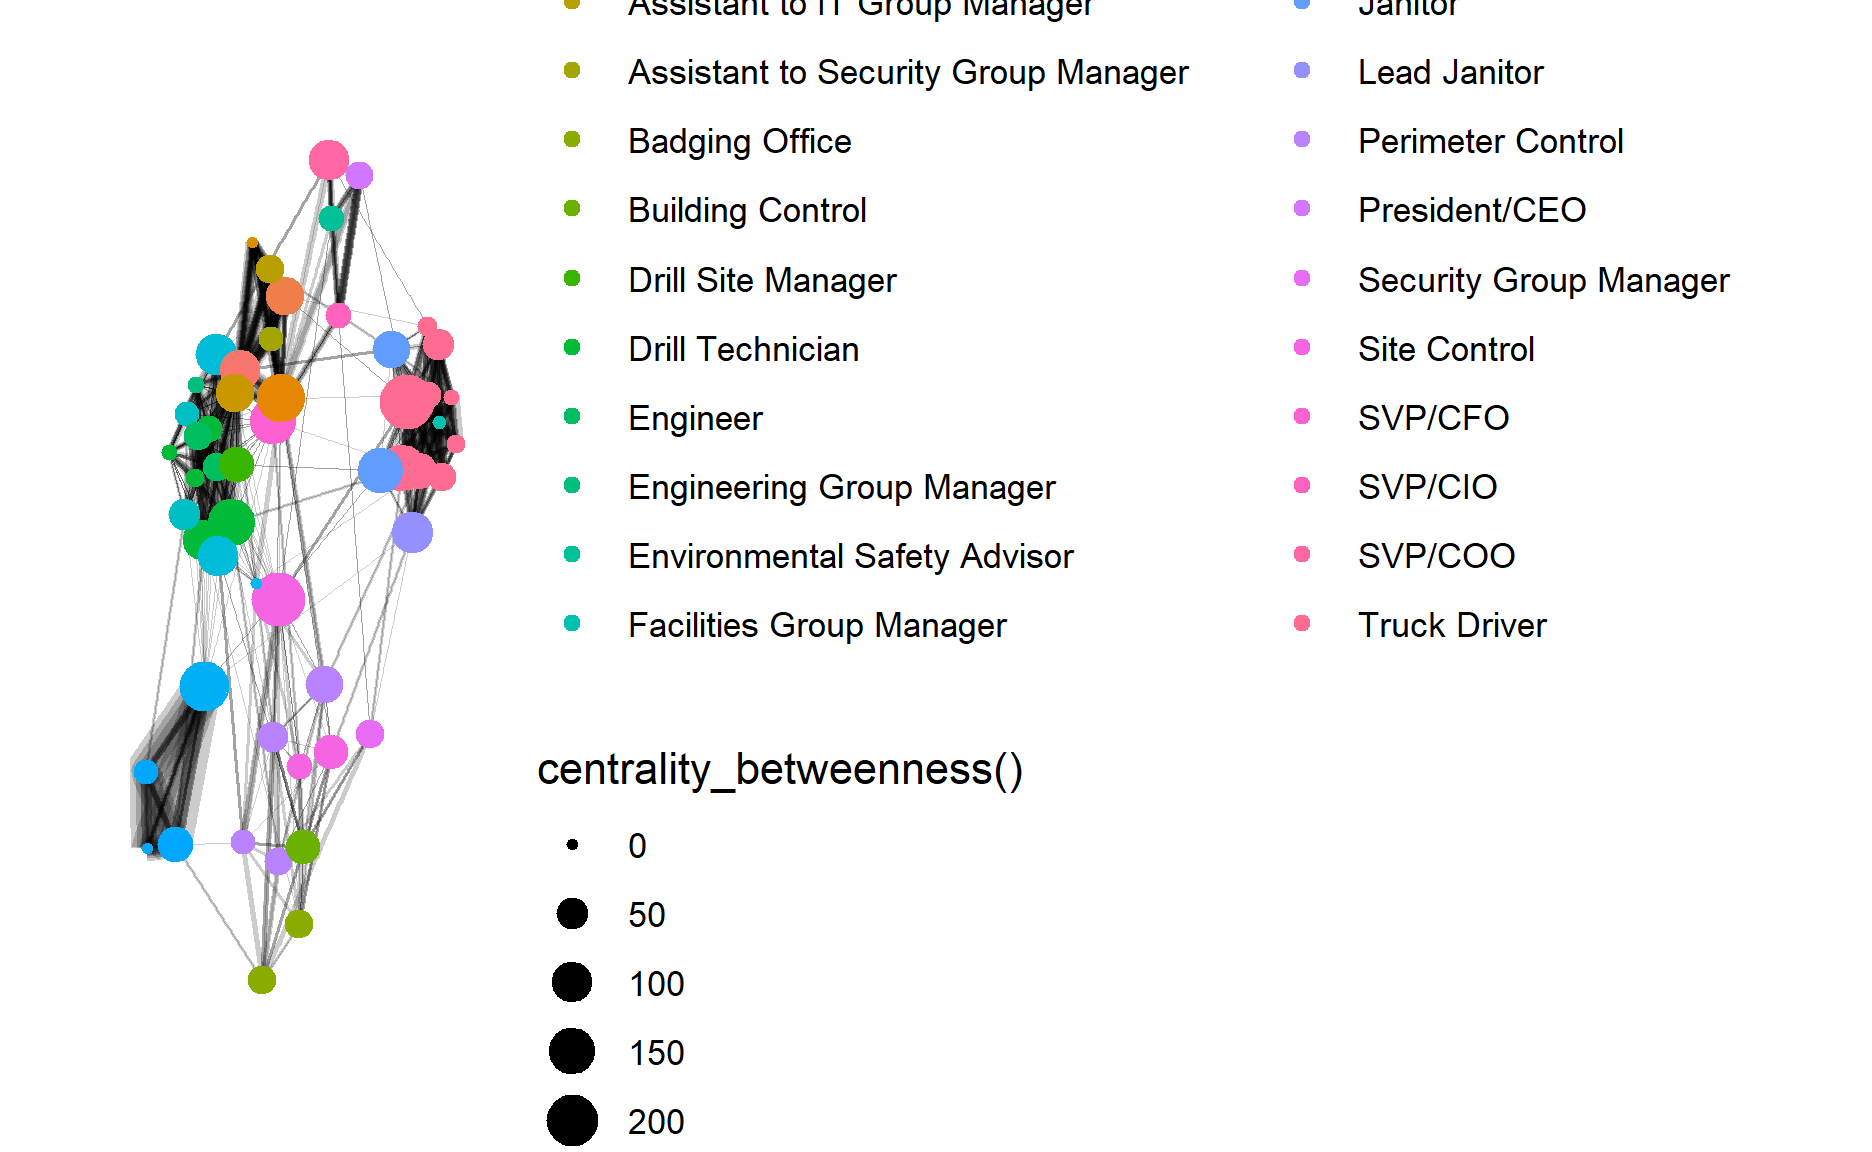 Assistant to IT Group Manager
Assistant to Security Group Manager
Badging Office
Building Control
Drill Site Manager
Drill Technician
Engineer
Engineering Group Manager
Environmental Safety Advisor
Facilities Group Manager
Janitor
Lead Janitor
Perimeter Control
President/CEO
Security Group Manager
Site Control
SVP/CFO
SVP/CIO
SVP/COO
Truck Driver
centrality_betweenness()
0
50
100
150
200